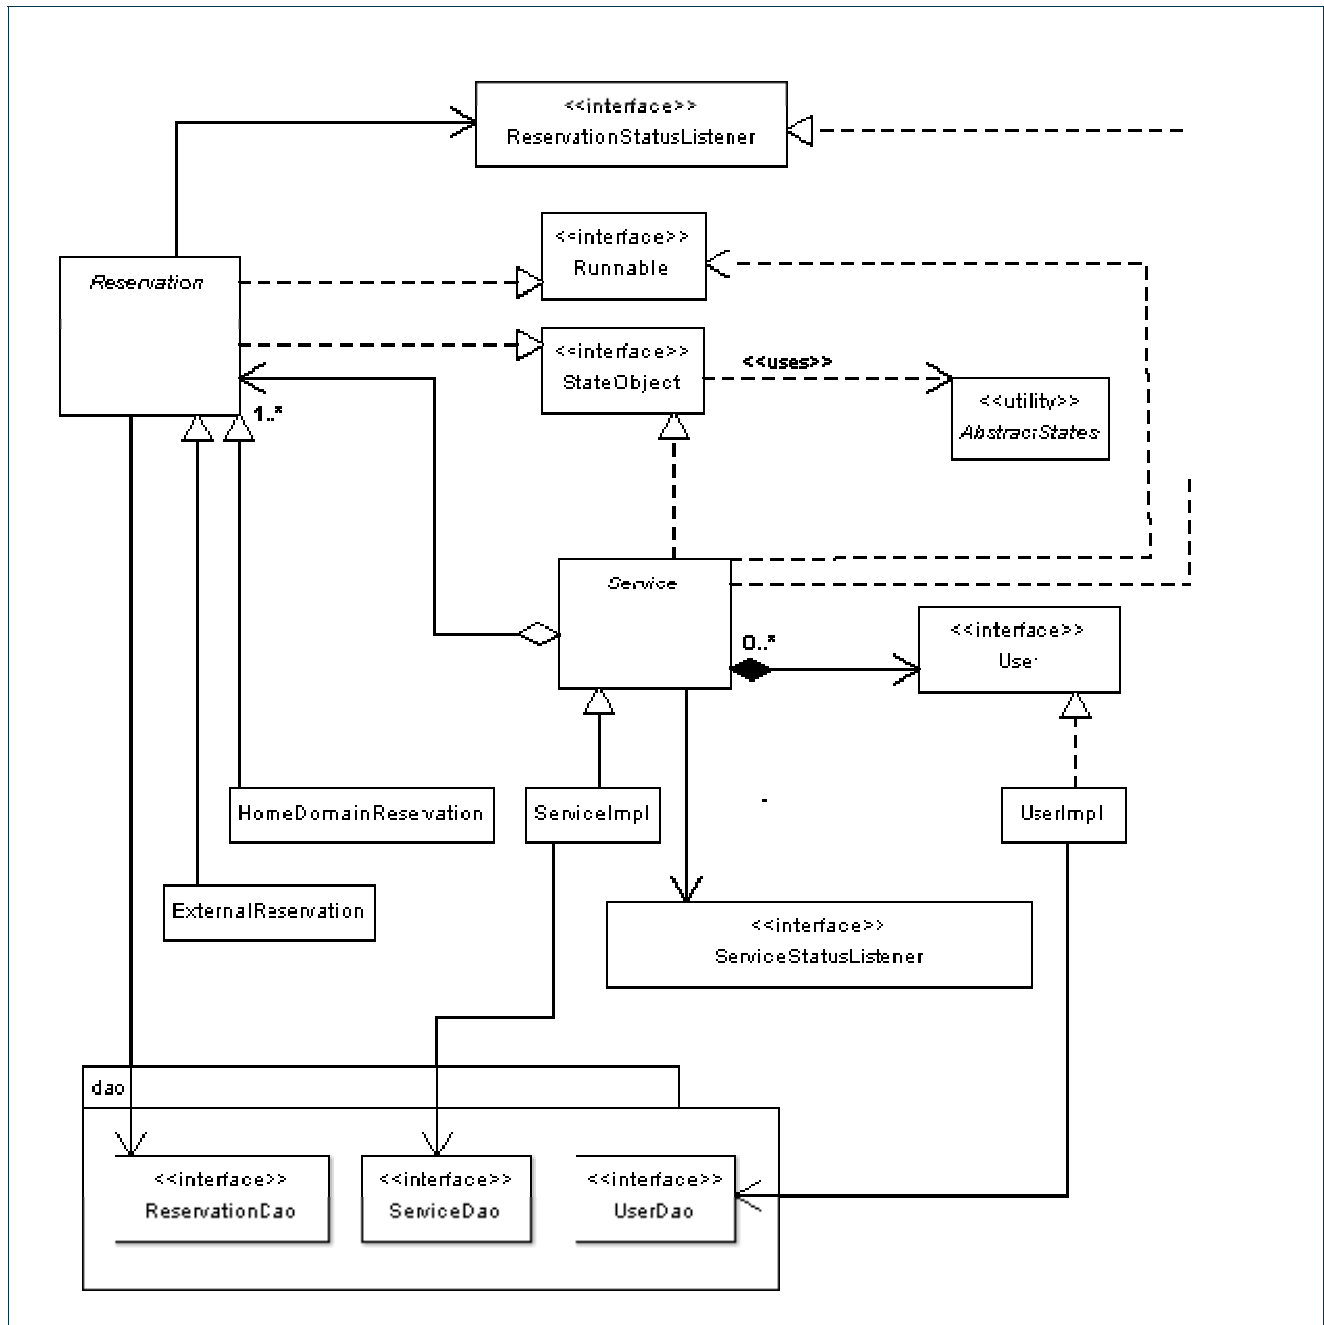 <<interface>>
ReservationStatusListener
<<interface>>
Runnable
Reservation
<<interface>>
StateObject
<<uses>>
<<utility>>
AbstractStates
1..*
Service
<<interface>>
User
0..*
HomeDomainReservation
ServiceImpl
UserImpl
ExternalReservation
<<interface>>
ServiceStatusListener
dao
<<interface>>
ReservationDao
<<interface>>
ServiceDao
<<interface>>
UserDao